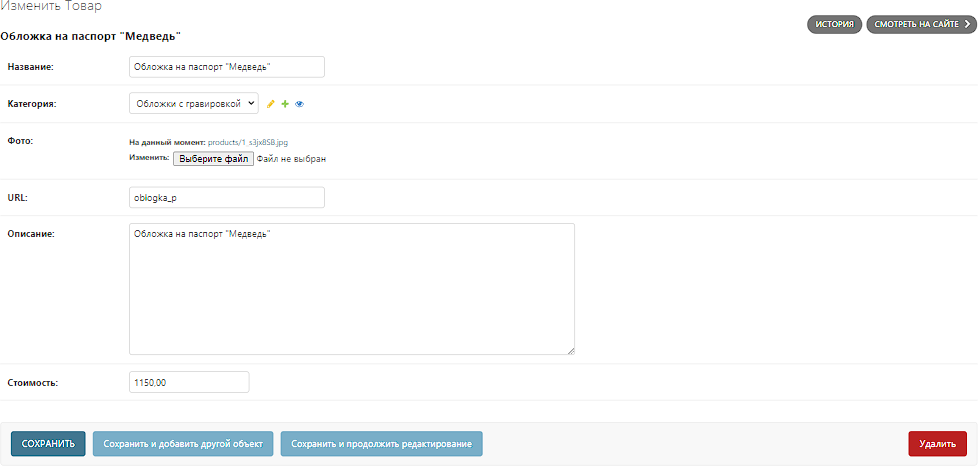 Изменить Товар
ИСТОРИЯ
СМОТРЕТЬ НА САЙТЕ
Обложка на паспорт "Медведь"
Название:
Обложка на паспорт "Медведь"
Категория:
Обложки с гравировкой
Фото:
На данный момент: products/1_s3jx8SB.jpg
Изменить: Выберите файл Файл не выбран
URL:
oblogka_p
Описание:
Обложка на паспорт "Медведь"
Стоимость:
1150,00
СОХРАНИТЬ
Сохранить и добавить другой объект
Сохранить и продолжить редактирование
Удалить